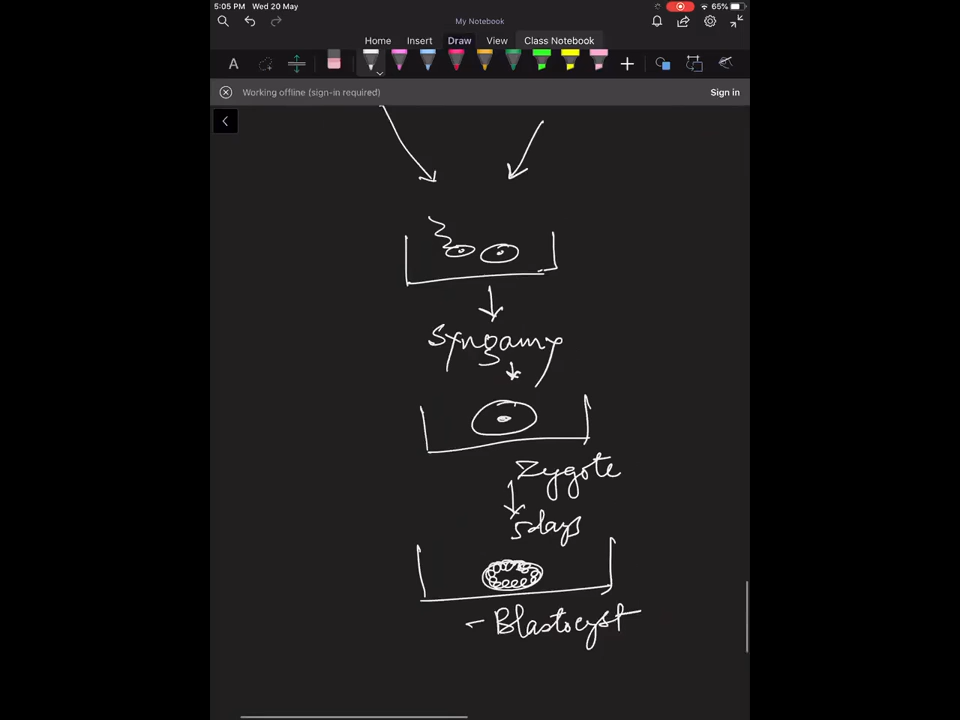 5:05 PM Wed 20 May
65%
My Notebook
Home Insert Draw View Class Notebook
A
Working offline (sign-in required)
Sign in
Syngamy
Zygote
5days
- Blastocyst